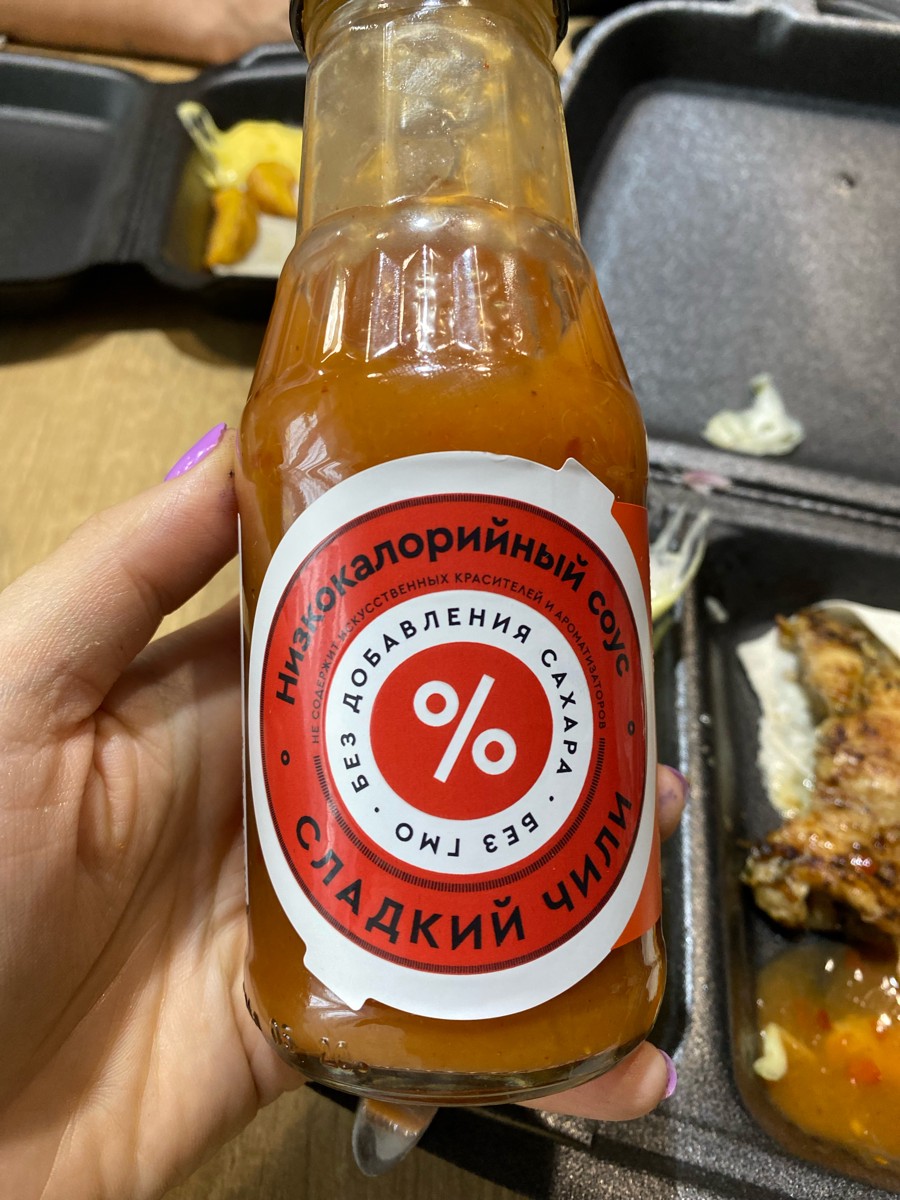 Низкокалорийный соус
НЕ СОДЕРЖИТ ИСКУССТВЕННЫХ КРАСИТЕЛЕЙ И АРОМАТИЗАТОРОВ
БЕЗ ДОБАВЛЕНИЯ САХАРА · БЕЗ ГМО ·
%
СЛАДКИЙ ЧИЛИ